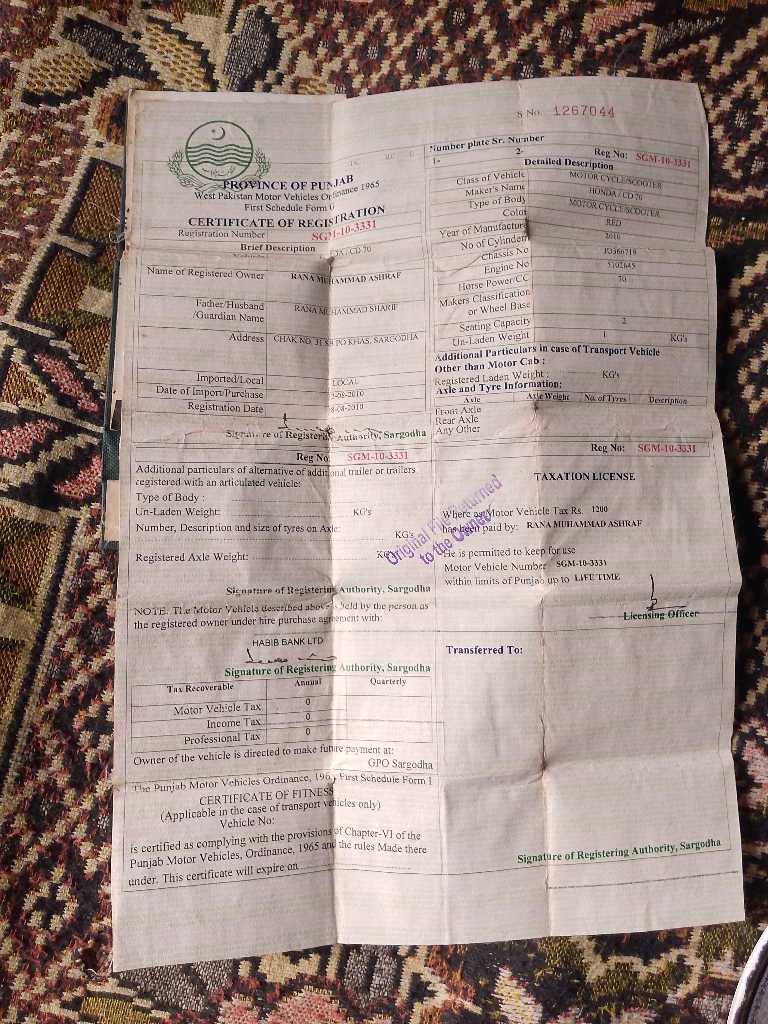 S No. 1267044
PROVINCE OF PUNJAB
West Pakistan Motor Vehicles Ordinance 1965
First Schedule Form G
CERTIFICATE OF REGISTRATION
Registration Number SGM-10-3331
Brief Description
DA / CD 70
Name of Registered Owner RANA MUHAMMAD ASHRAF
Father/Husband
/Guardian Name RANA MUHAMMAD SHARIF
Address CHAK NO. 31 SB PO KHAS, SARGODHA
Imported/Local LOCAL
Date of Import/Purchase 2-08-2010
Registration Date 8-08-2010
Signature of Registering Authority, Sargodha
Reg No: SGM-10-3331
Additional particulars of alternative of additional trailer or trailers
registered with an articulated vehicle:
Type of Body :
Un-Laden Weight: KG's
Number, Description and size of tyres on Axle:
KG's
Registered Axle Weight: KG's
Signature of Registering Authority, Sargodha
NOTE: The Motor Vehicle described above is held by the person as
the registered owner under hire purchase agreement with:
HABIB BANK LTD
Signature of Registering Authority, Sargodha
Tax Recoverable Annual Quarterly
Motor Vehicle Tax 0
Income Tax 0
Professional Tax 0
Owner of the vehicle is directed to make future payment at:
GPO Sargodha
The Punjab Motor Vehicles Ordinance, 196 First Schedule Form I
CERTIFICATE OF FITNESS
(Applicable in the case of transport vehicles only)
Vehicle No:
is certified as complying with the provisions of Chapter-VI of the
Punjab Motor Vehicles, Ordinance, 1965 and the rules Made there
under. This certificate will expire on
Number plate Sr. Number
1- 2-
Reg No: SGM-10-3331
Detailed Description
Class of Vehicle MOTOR CYCLE/SCOOTER
Maker's Name HONDA / CD 70
Type of Body MOTOR CYCLE/SCOOTER
Color RED
Year of Manufacture 2010
No of Cylinders
Chassis No JD366719
Engine No 5102645
Horse Power/CC 70
Makers Classification
or Wheel Base
Seating Capacity 2
Un-Laden Weight 1 KG's
Additional Particulars in case of Transport Vehicle
Other than Motor Cab :
Registered Laden Weight : KG's
Axle and Tyre Information:
Axle Axle Weight No. of Tyres Description
Front Axle
Rear Axle
Any Other
Reg No: SGM-10-3331
TAXATION LICENSE
Where as Motor Vehicle Tax Rs. 1200
has been paid by: RANA MUHAMMAD ASHRAF
He is permitted to keep for use
Motor Vehicle Number SGM-10-3331
within limits of Punjab up to LIFE TIME
Licensing Officer
Original File Returned
to the Owner
Transferred To:
Signature of Registering Authority, Sargodha